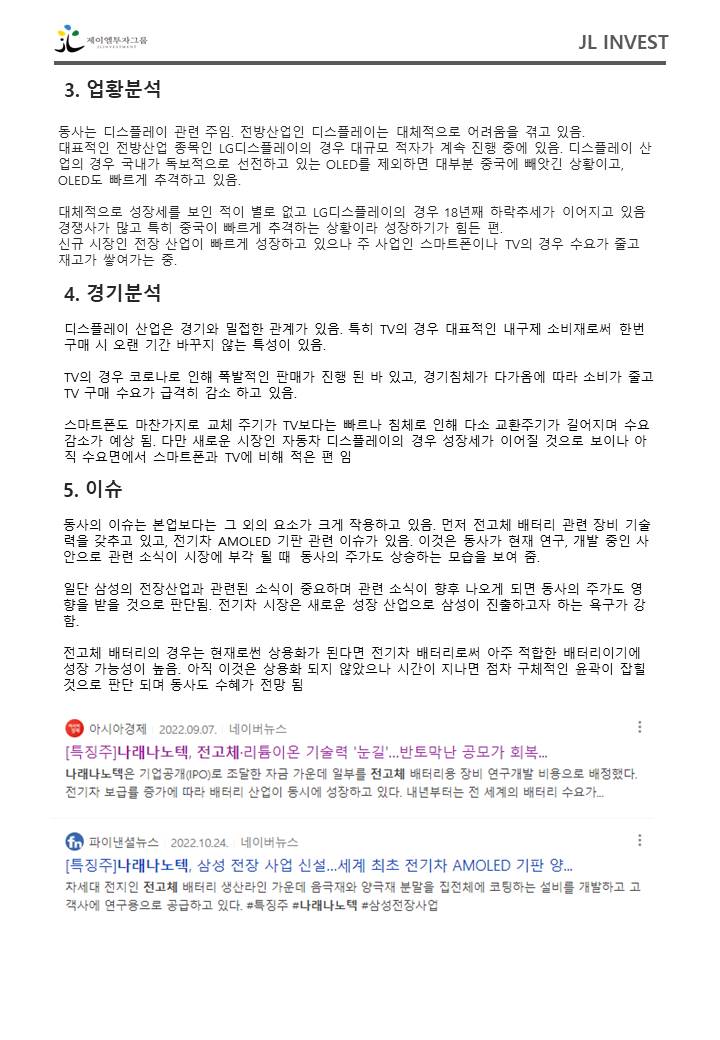 제이엠투자그룹
JL INVESTMENT
JL INVEST
3. 업황분석
동사는 디스플레이 관련 주임. 전방산업인 디스플레이는 대체적으로 어려움을 겪고 있음.
대표적인 전방산업 종목인 LG디스플레이의 경우 대규모 적자가 계속 진행 중에 있음. 디스플레이 산
업의 경우 국내가 독보적으로 선전하고 있는 OLED를 제외하면 대부분 중국에 빼앗긴 상황이고,
OLED도 빠르게 추격하고 있음.
대체적으로 성장세를 보인 적이 별로 없고 LG디스플레이의 경우 18년째 하락추세가 이어지고 있음
경쟁사가 많고 특히 중국이 빠르게 추격하는 상황이라 성장하기가 힘든 편.
신규 시장인 전장 산업이 빠르게 성장하고 있으나 주 사업인 스마트폰이나 TV의 경우 수요가 줄고
재고가 쌓여가는 중.
4. 경기분석
디스플레이 산업은 경기와 밀접한 관계가 있음. 특히 TV의 경우 대표적인 내구제 소비재로써 한번
구매 시 오랜 기간 바꾸지 않는 특성이 있음.
TV의 경우 코로나로 인해 폭발적인 판매가 진행 된 바 있고, 경기침체가 다가옴에 따라 소비가 줄고
TV 구매 수요가 급격히 감소 하고 있음.
스마트폰도 마찬가지로 교체 주기가 TV보다는 빠르나 침체로 인해 다소 교환주기가 길어지며 수요
감소가 예상 됨. 다만 새로운 시장인 자동차 디스플레이의 경우 성장세가 이어질 것으로 보이나 아
직 수요면에서 스마트폰과 TV에 비해 적은 편 임
5. 이슈
동사의 이슈는 본업보다는 그 외의 요소가 크게 작용하고 있음. 먼저 전고체 배터리 관련 장비 기술
력을 갖추고 있고, 전기차 AMOLED 기판 관련 이슈가 있음. 이것은 동사가 현재 연구, 개발 중인 사
안으로 관련 소식이 시장에 부각 될 때 동사의 주가도 상승하는 모습을 보여 줌.
일단 삼성의 전장산업과 관련된 소식이 중요하며 관련 소식이 향후 나오게 되면 동사의 주가도 영
향을 받을 것으로 판단됨. 전기차 시장은 새로운 성장 산업으로 삼성이 진출하고자 하는 욕구가 강
함.
전고체 배터리의 경우는 현재로썬 상용화가 된다면 전기차 배터리로써 아주 적합한 배터리이기에
성장 가능성이 높음. 아직 이것은 상용화 되지 않았으나 시간이 지나면 점차 구체적인 윤곽이 잡힐
것으로 판단 되며 동사도 수혜가 전망 됨
아시아경제 2022.09.07. 네이버뉴스
[특징주]나래나노텍, 전고체·리튬이온 기술력 '눈길'...반토막난 공모가 회복...
나래나노텍은 기업공개(IPO)로 조달한 자금 가운데 일부를 전고체 배터리용 장비 연구개발 비용으로 배정했다.
전기차 보급률 증가에 따라 배터리 산업이 동시에 성장하고 있다. 내년부터는 전 세계의 배터리 수요가...
fn 파이낸셜뉴스 2022.10.24. 네이버뉴스
[특징주]나래나노텍, 삼성 전장 사업 신설...세계 최초 전기차 AMOLED 기판 양...
차세대 전지인 전고체 배터리 생산라인 가운데 음극재와 양극재 분말을 집전체에 코팅하는 설비를 개발하고 고
객사에 연구용으로 공급하고 있다. #특징주 #나래나노텍 #삼성전장사업